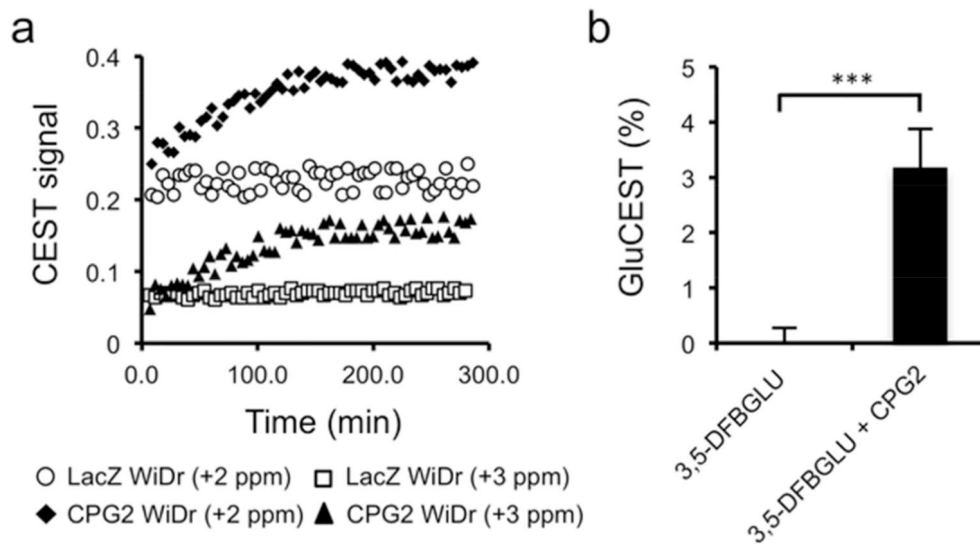 a
0.4
0.3
0.2
0.1
0
CEST signal
0.0 100.0 200.0 300.0
Time (min)
LacZ WiDr (+2 ppm) LacZ WiDr (+3 ppm)
CPG2 WiDr (+2 ppm) CPG2 WiDr (+3 ppm)
b
5
4
3
2
1
0
GluCEST (%)
***
3,5-DFBGLU
3,5-DFBGLU + CPG2